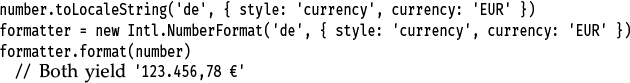 number.toLocaleString('de', { style: 'currency', currency: 'EUR' })
formatter = new Intl.NumberFormat('de', { style: 'currency', currency: 'EUR' })
formatter.format(number)
// Both yield '123.456,78 €'